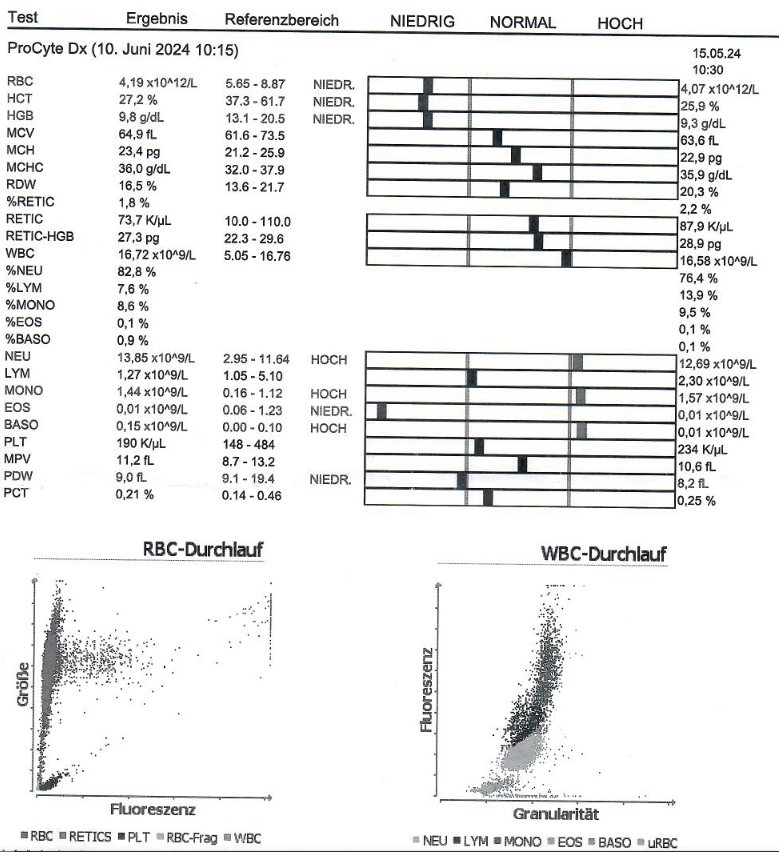 Test Ergebnis Referenzbereich NIEDRIG NORMAL HOCH
ProCyte Dx (10. Juni 2024 10:15) 15.05.24
10:30
RBC 4,19 x10^12/L 5.65 - 8.87 NIEDR. 4,07 x10^12/L
HCT 27,2 % 37.3 - 61.7 NIEDR. 25,9 %
HGB 9,8 g/dL 13.1 - 20.5 NIEDR. 9,3 g/dL
MCV 64,9 fL 61.6 - 73.5 63,6 fL
MCH 23,4 pg 21.2 - 25.9 22,9 pg
MCHC 36,0 g/dL 32.0 - 37.9 35,9 g/dL
RDW 16,5 % 13.6 - 21.7 20,3 %
%RETIC 1,8 % 2,2 %
RETIC 73,7 K/µL 10.0 - 110.0 87,9 K/µL
RETIC-HGB 27,3 pg 22.3 - 29.6 28,9 pg
WBC 16,72 x10^9/L 5.05 - 16.76 16,58 x10^9/L
%NEU 82,8 % 76,4 %
%LYM 7,6 % 13,9 %
%MONO 8,6 % 9,5 %
%EOS 0,1 % 0,1 %
%BASO 0,9 % 0,1 %
NEU 13,85 x10^9/L 2.95 - 11.64 HOCH 12,69 x10^9/L
LYM 1,27 x10^9/L 1.05 - 5.10 2,30 x10^9/L
MONO 1,44 x10^9/L 0.16 - 1.12 HOCH 1,57 x10^9/L
EOS 0,01 x10^9/L 0.06 - 1.23 NIEDR. 0,01 x10^9/L
BASO 0,15 x10^9/L 0.00 - 0.10 HOCH 0,01 x10^9/L
PLT 190 K/µL 148 - 484 234 K/µL
MPV 11,2 fL 8.7 - 13.2 10,6 fL
PDW 9,0 fL 9.1 - 19.4 NIEDR. 8,2 fL
PCT 0,21 % 0.14 - 0.46 0,25 %
RBC-Durchlauf WBC-Durchlauf
Größe Fluoreszenz
Fluoreszenz Granularität
RBC RETICS PLT RBC-Frag WBC NEU LYM MONO EOS BASO uRBC